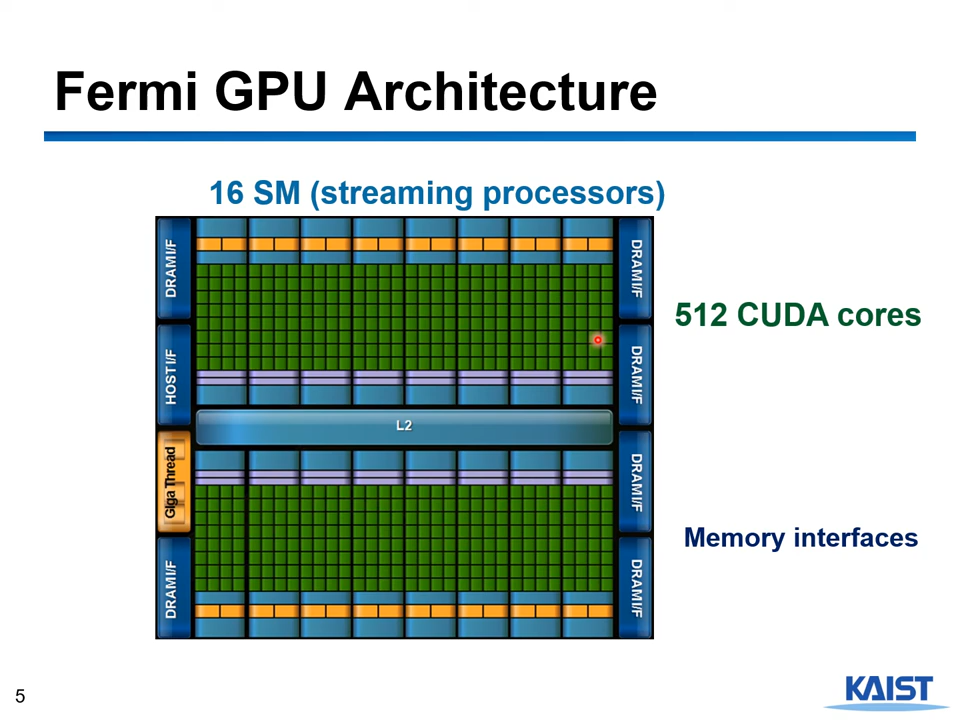 Fermi GPU Architecture
16 SM (streaming processors)
DRAM I/F
HOST I/F
Giga Thread
DRAM I/F
L2
DRAM I/F
DRAM I/F
DRAM I/F
DRAM I/F
512 CUDA cores
Memory interfaces
5
KAIST